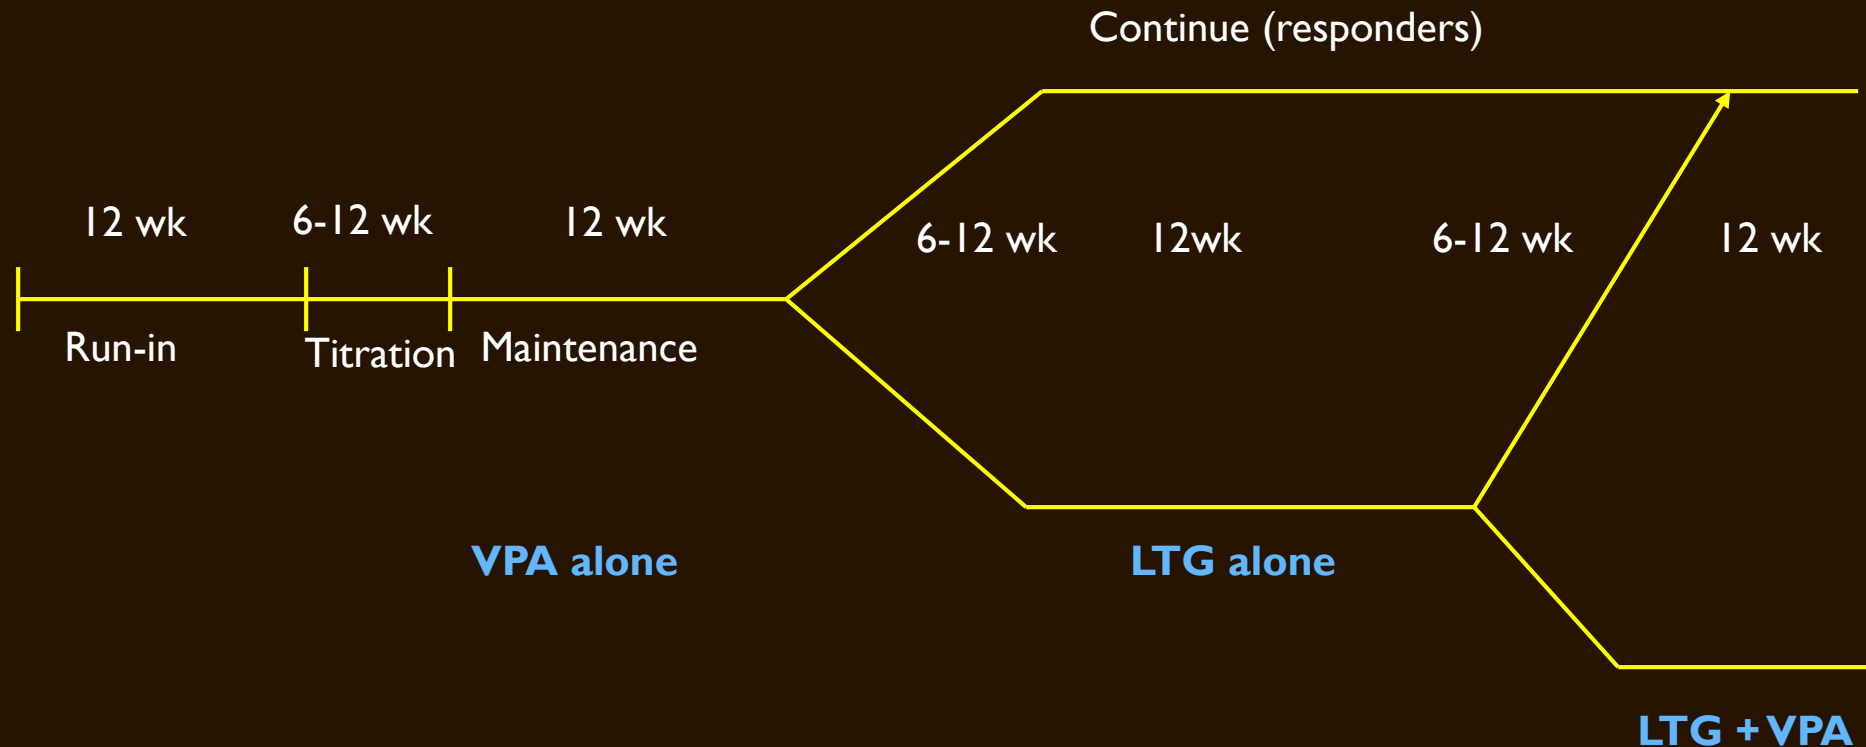 Continue (responders)
12 wk
6-12 wk
12 wk
6-12 wk
12wk
6-12 wk
12 wk
Run-in
Titration
Maintenance
VPA alone
LTG alone
LTG + VPA